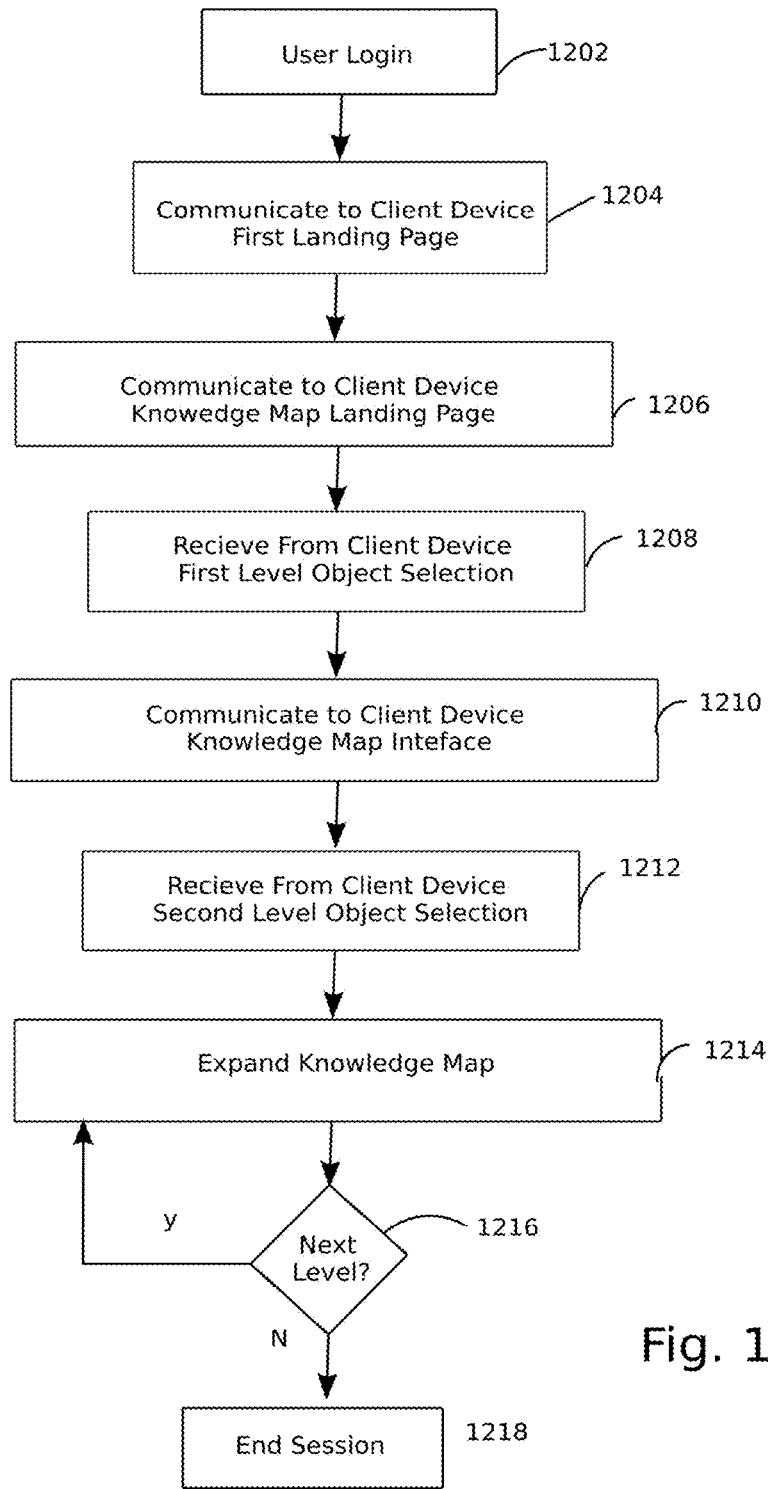 User Login
1202
Communicate to Client Device
First Landing Page
1204
Communicate to Client Device
Knowedge Map Landing Page
1206
Recieve From Client Device
First Level Object Selection
1208
Communicate to Client Device
Knowledge Map Inteface
1210
Recieve From Client Device
Second Level Object Selection
1212
Expand Knowledge Map
1214
y
Next
Level?
1216
N
Fig. 1
End Session
1218